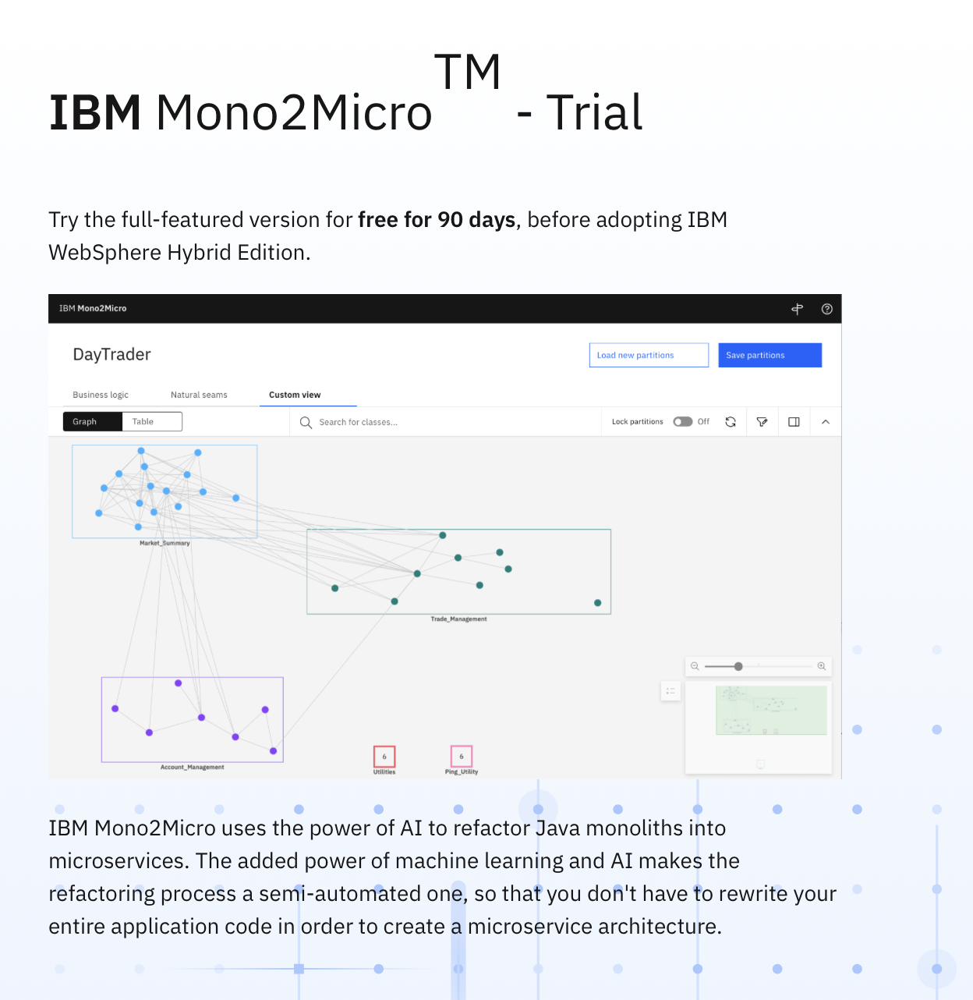 IBM Mono2Micro™ - Trial
Try the full-featured version for free for 90 days, before adopting IBM
WebSphere Hybrid Edition.
IBM Mono2Micro
DayTrader
Load new partitions
Save partitions
Business logic
Natural seams
Custom view
Graph
Table
Search for classes...
Lock partitions
Off
Market_Summary
Trade_Management
Account_Management
6
Utilities
6
Ping_Utility
IBM Mono2Micro uses the power of AI to refactor Java monoliths into
microservices. The added power of machine learning and AI makes the
refactoring process a semi-automated one, so that you don't have to rewrite your
entire application code in order to create a microservice architecture.